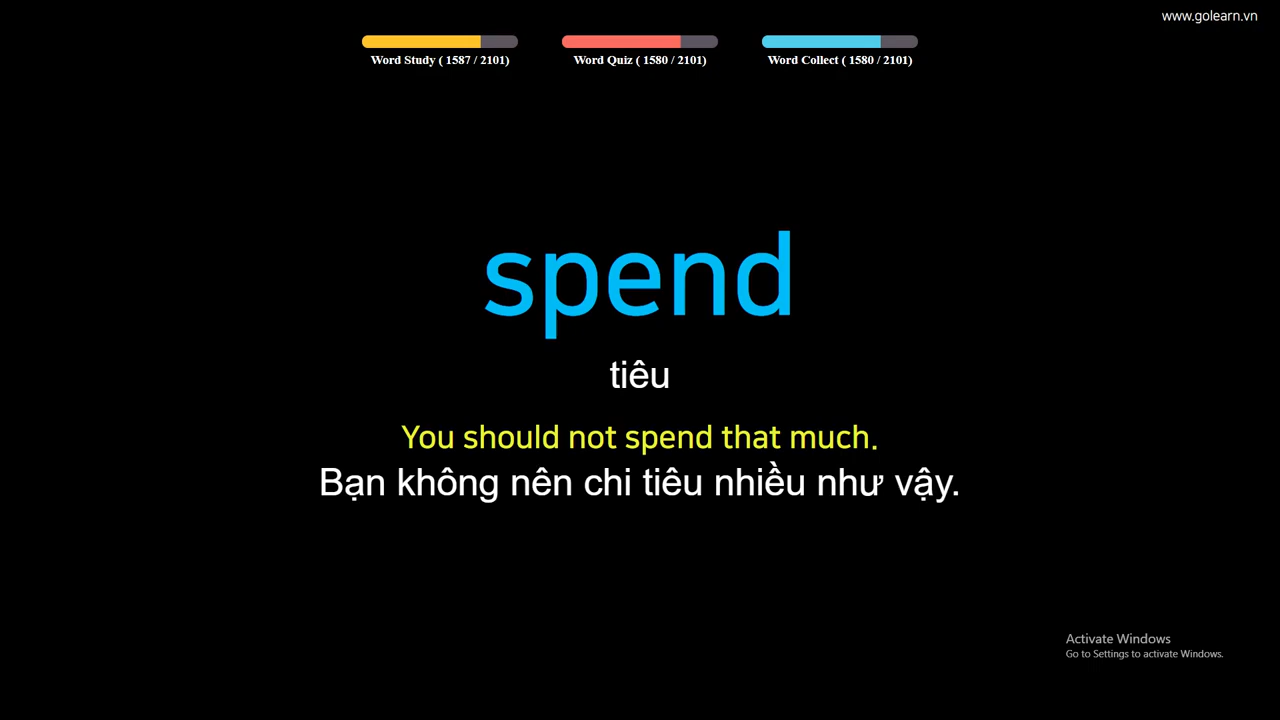 www.golearn.vn
Word Study ( 1587 / 2101)
Word Quiz ( 1580 / 2101)
Word Collect ( 1580 / 2101)
spend
tiêu
You should not spend that much.
Bạn không nên chi tiêu nhiều như vậy.
Activate Windows
Go to Settings to activate Windows.